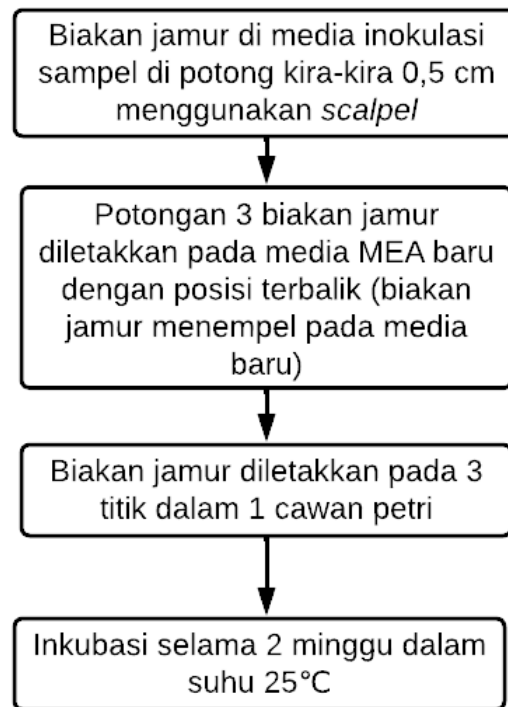 Biakan jamur di media inokulasi
sampel di potong kira-kira 0,5 cm
menggunakan scalpel
Potongan 3 biakan jamur
diletakkan pada media MEA baru
dengan posisi terbalik (biakan
jamur menempel pada media
baru)
Biakan jamur diletakkan pada 3
titik dalam 1 cawan petri
Inkubasi selama 2 minggu dalam
suhu 25℃